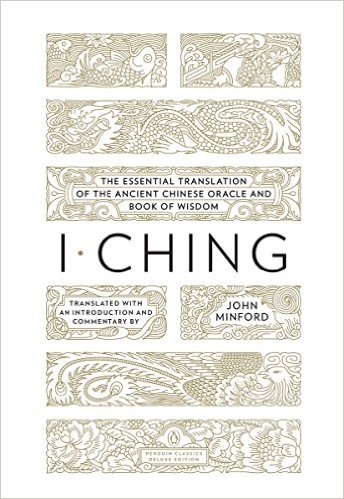 THE ESSENTIAL TRANSLATION
OF THE ANCIENT CHINESE ORACLE AND
BOOK OF WISDOM
I · CHING
TRANSLATED WITH
AN INTRODUCTION AND
COMMENTARY BY
JOHN
MINFORD
PENGUIN CLASSICS
DELUXE EDITION